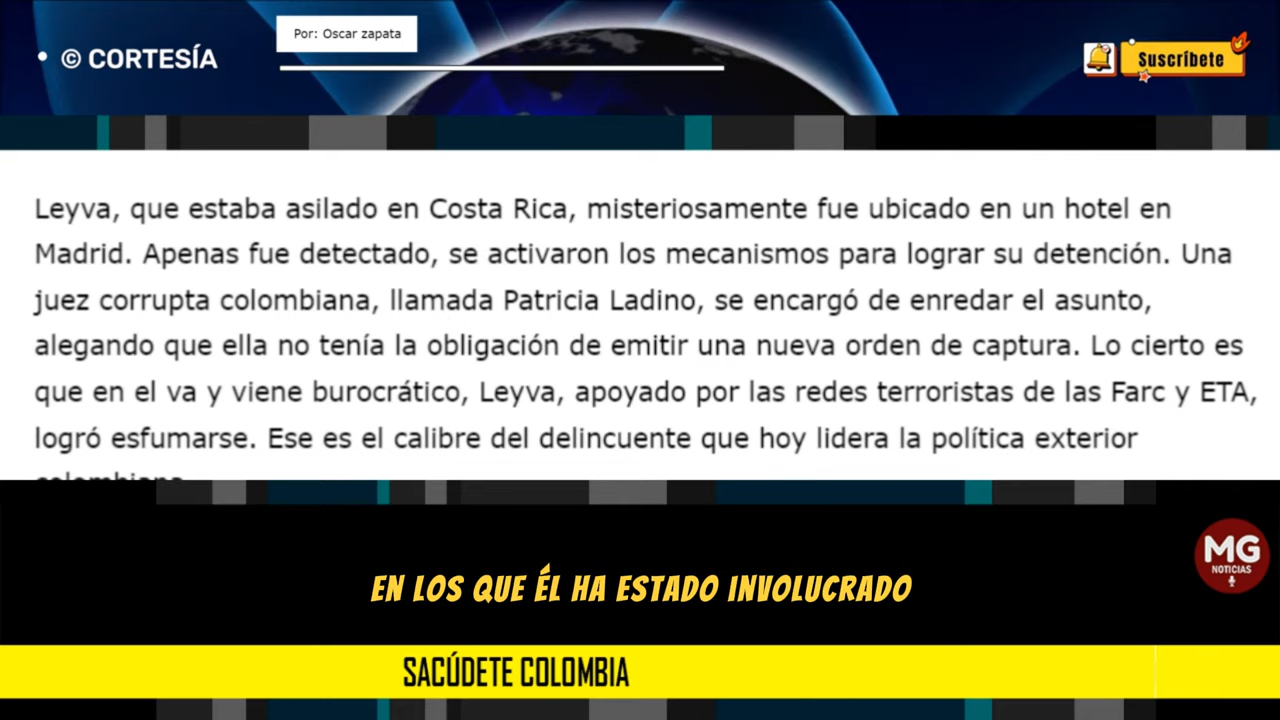 Por: Oscar zapata
• © CORTESÍA
Suscríbete
Leyva, que estaba asilado en Costa Rica, misteriosamente fue ubicado en un hotel en
Madrid. Apenas fue detectado, se activaron los mecanismos para lograr su detención. Una
juez corrupta colombiana, llamada Patricia Ladino, se encargó de enredar el asunto,
alegando que ella no tenía la obligación de emitir una nueva orden de captura. Lo cierto es
que en el va y viene burocrático, Leyva, apoyado por las redes terroristas de las Farc y ETA,
logró esfumarse. Ese es el calibre del delincuente que hoy lidera la política exterior
MG
NOTICIAS
EN LOS QUE ÉL HA ESTADO INVOLUCRADO
SACÚDETE COLOMBIA